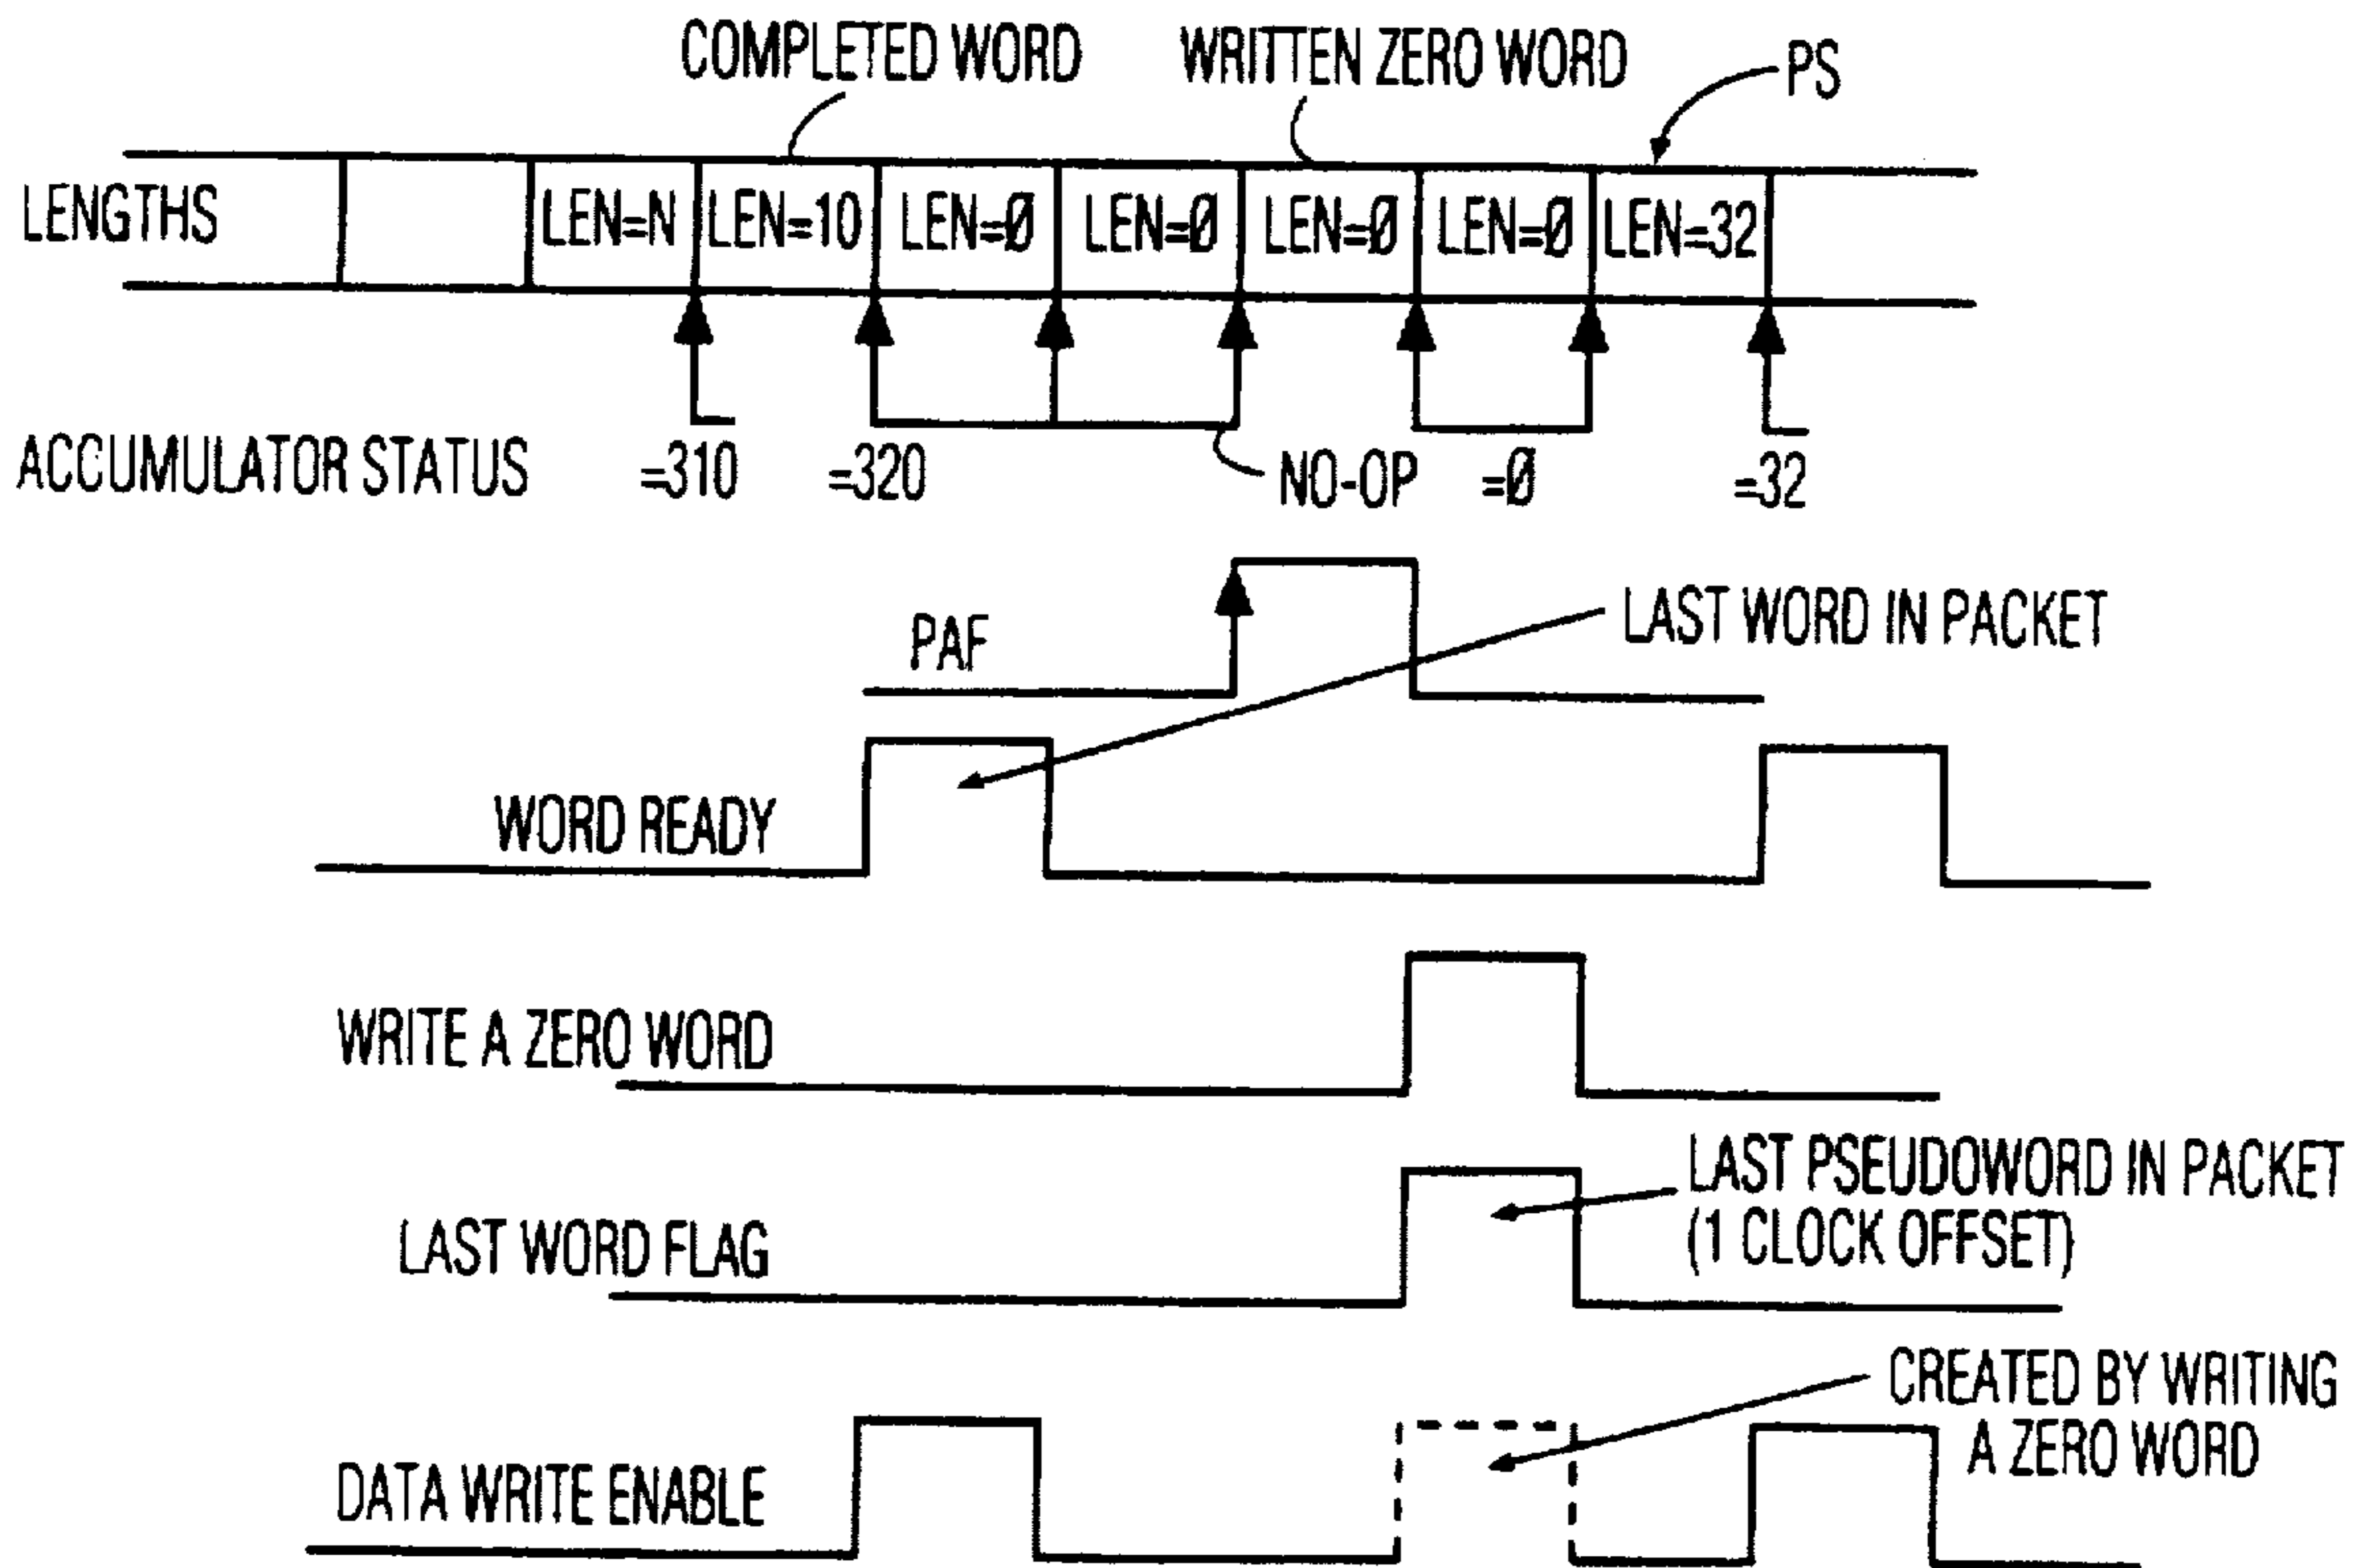 COMPLETED WORD
WRITTEN ZERO WORD
PS
LENGTHS
LEN=N
LEN=10
LEN=Ø
LEN=Ø
LEN=Ø
LEN=Ø
LEN=32
ACCUMULATOR STATUS
=310
=320
NO-OP
=Ø
=32
PAF
LAST WORD IN PACKET
WORD READY
WRITE A ZERO WORD
LAST PSEUDOWORD IN PACKET
(1 CLOCK OFFSET)
LAST WORD FLAG
CREATED BY WRITING
A ZERO WORD
DATA WRITE ENABLE